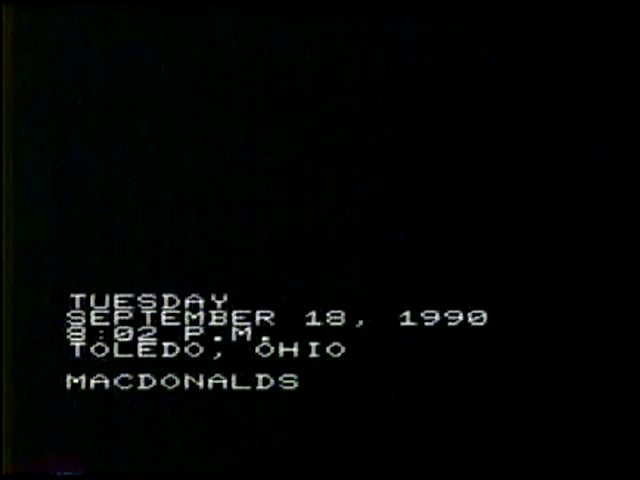 TUESDAY
SEPTEMBER 18, 1990
8:02 P.M.
TOLEDO, OHIO
MACDONALDS